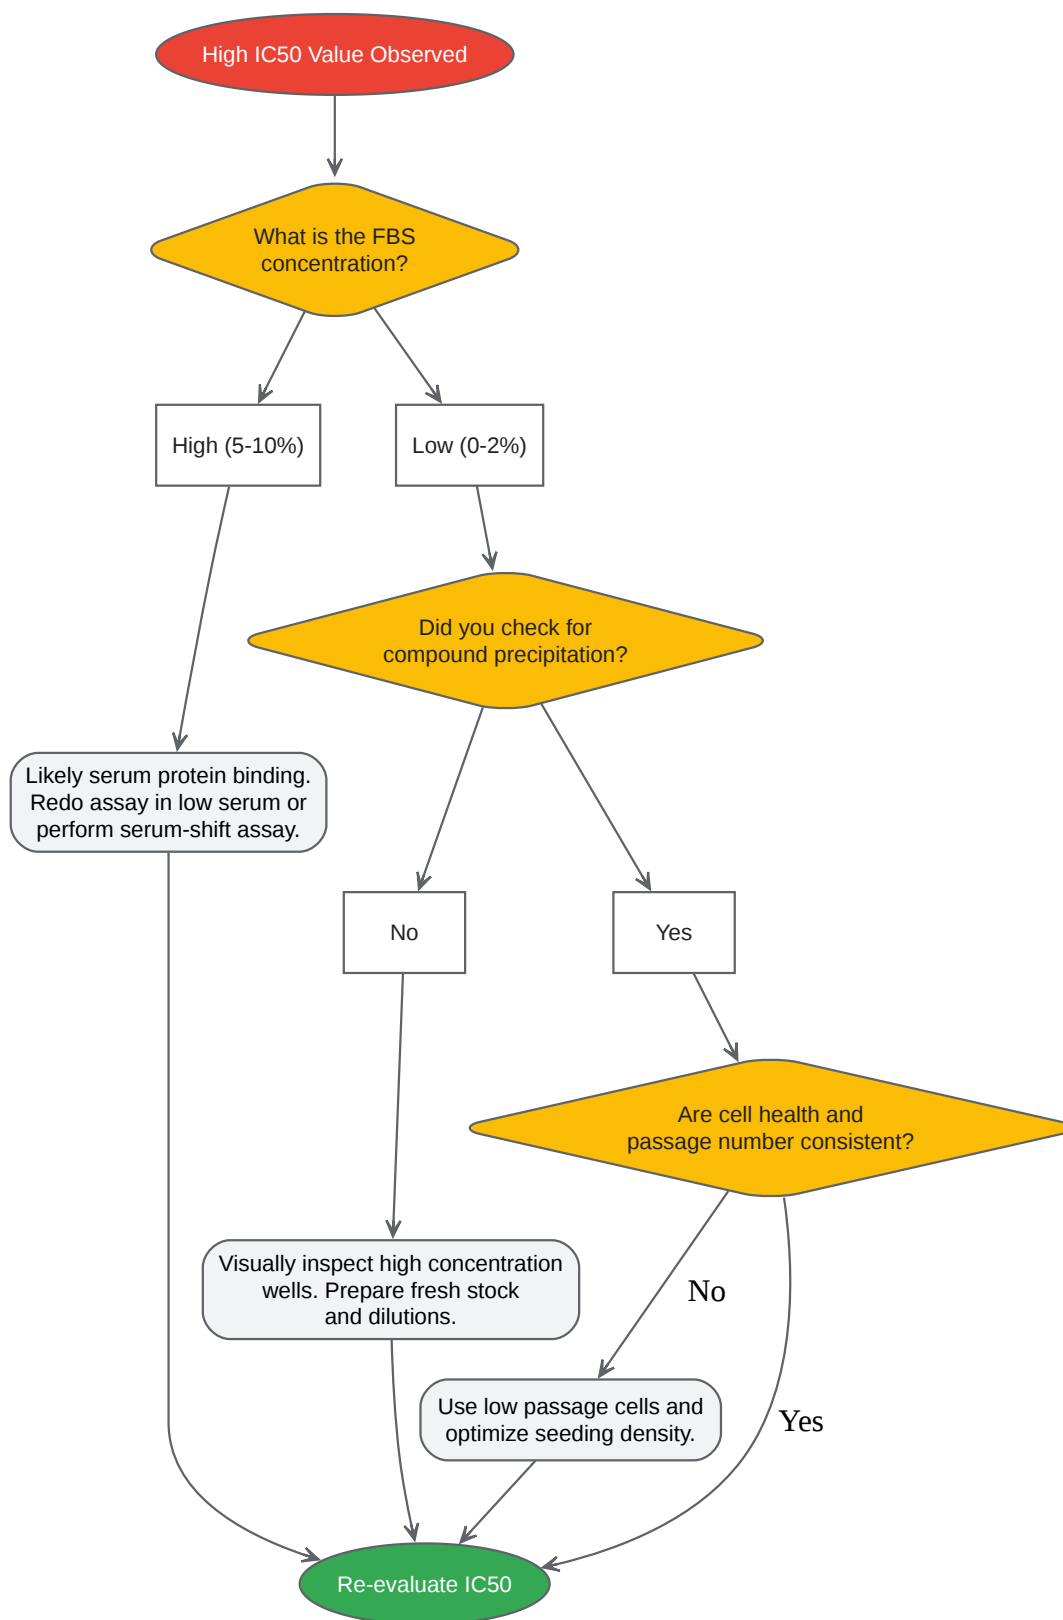 High IC50 Value Observed
What is the FBS
concentration?
High (5-10%)
Low (0-2%)
Did you check for
compound precipitation?
Likely serum protein binding.
Redo assay in low serum or
perform serum-shift assay.
No
Yes
Are cell health and
passage number consistent?
Visually inspect high concentration
wells. Prepare fresh stock
and dilutions.
No
Use low passage cells and
optimize seeding density.
Yes
Re-evaluate IC50